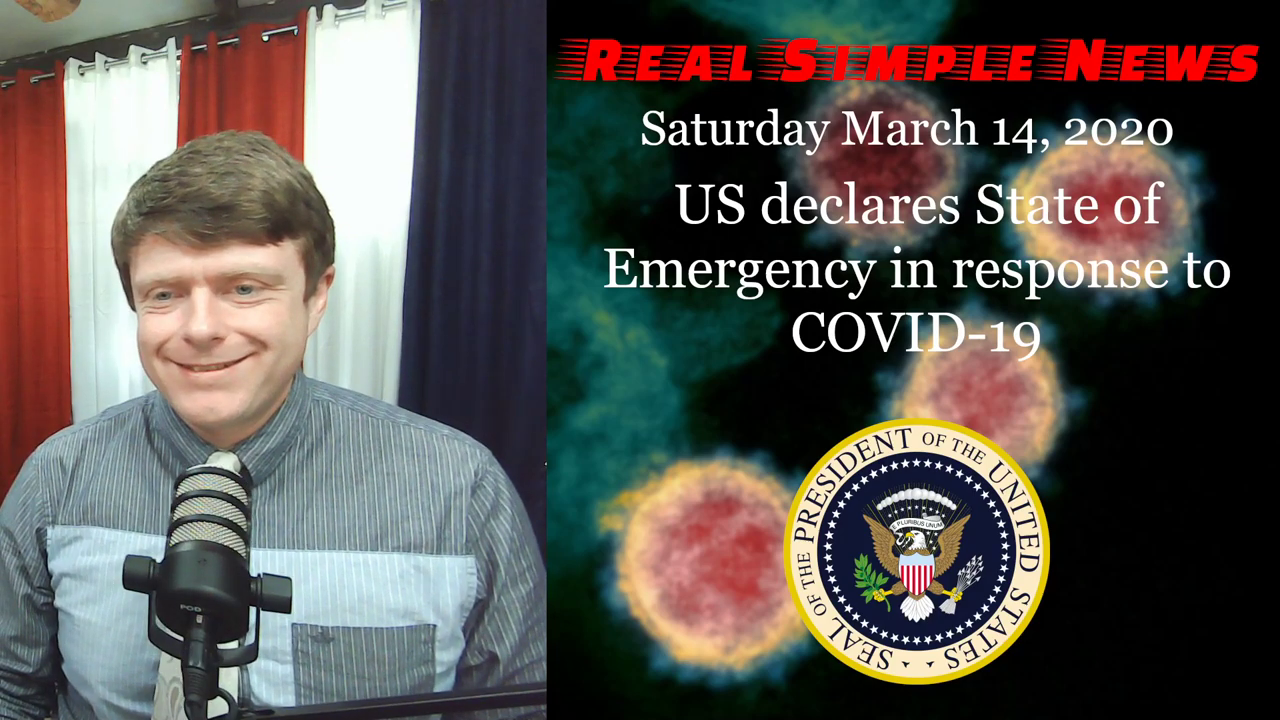 Real Simple News
Saturday March 14, 2020
US declares State of
Emergency in response to
COVID-19
SEAL OF THE PRESIDENT OF THE UNITED STATES
E PLURIBUS UNUM
POD